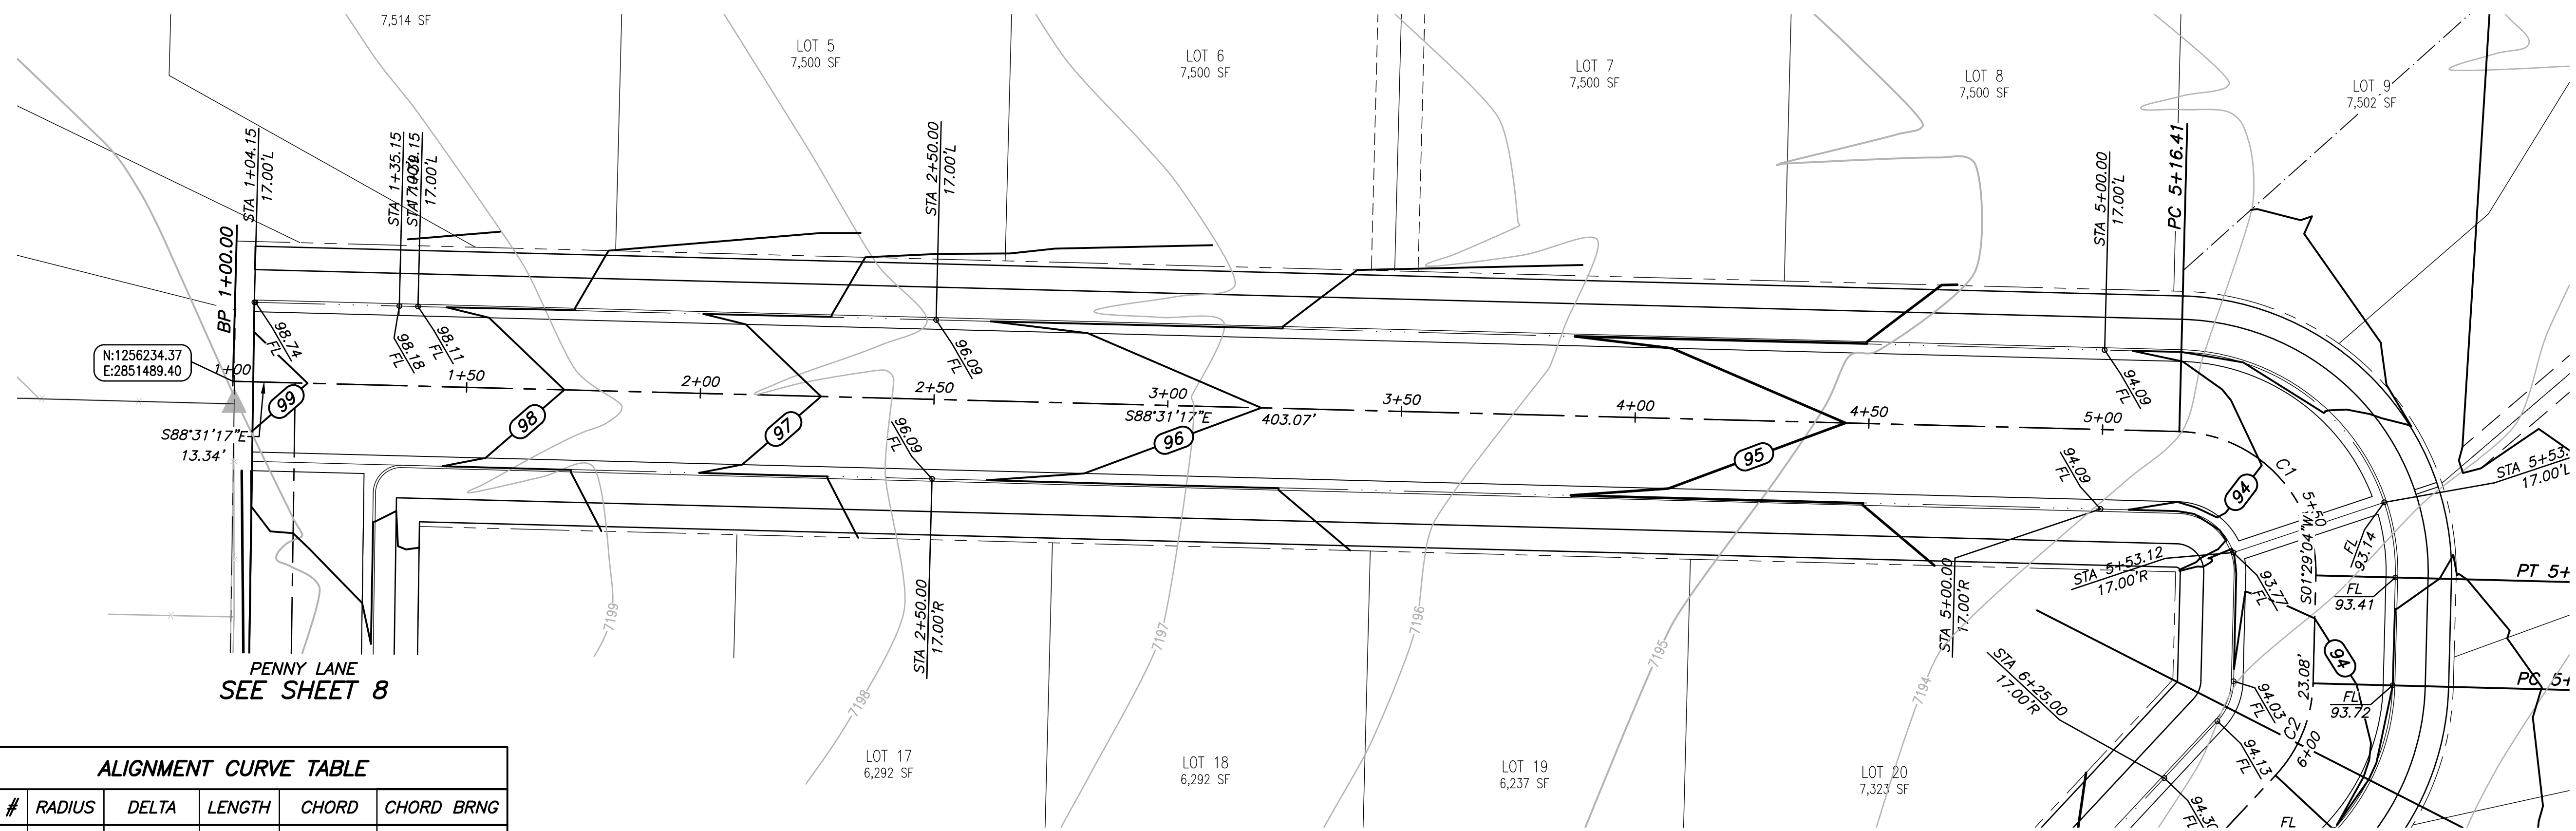 7,514 SF
LOT 5
7,500 SF
LOT 6
7,500 SF
LOT 7
7,500 SF
LOT 8
7,500 SF
LOT 9
7,502 SF
STA 1+04.15
17.00'L
STA 1+35.15
17.00'L
17.00'L
STA 2+50.00
17.00'L
STA 5+00.00
17.00'L
PC 5+16.41
BP 1+00.00
N:1256234.37
E:2851489.40
98.74
FL
98.18
FL
98.11
FL
96.09
FL
94.09
FL
1+00
1+50
2+00
2+50
3+00
3+50
4+00
4+50
5+00
5+50
S88°31'17"E
403.07'
S88°31'17"E
13.34'
99
98
97
96
95
94
96.09
FL
94.09
FL
C1
STA 5+53.
17.00'L
S01°29'04"W
FL
93.14
STA 5+53.12
17.00'R
93.77
FL
FL
93.41
PT 5+
STA 2+50.00
17.00'R
STA 5+00.00
17.00'R
94
23.08'
FL
93.72
PC 5+
94.03
FL
94.13
FL
C2
6+00
STA 6+25.00
17.00'R
94.30
FL
FL
7199
7198
7197
7196
7195
7194
PENNY LANE
SEE SHEET 8
LOT 17
6,292 SF
LOT 18
6,292 SF
LOT 19
6,237 SF
LOT 20
7,323 SF
ALIGNMENT CURVE TABLE
# RADIUS DELTA LENGTH CHORD CHORD BRNG